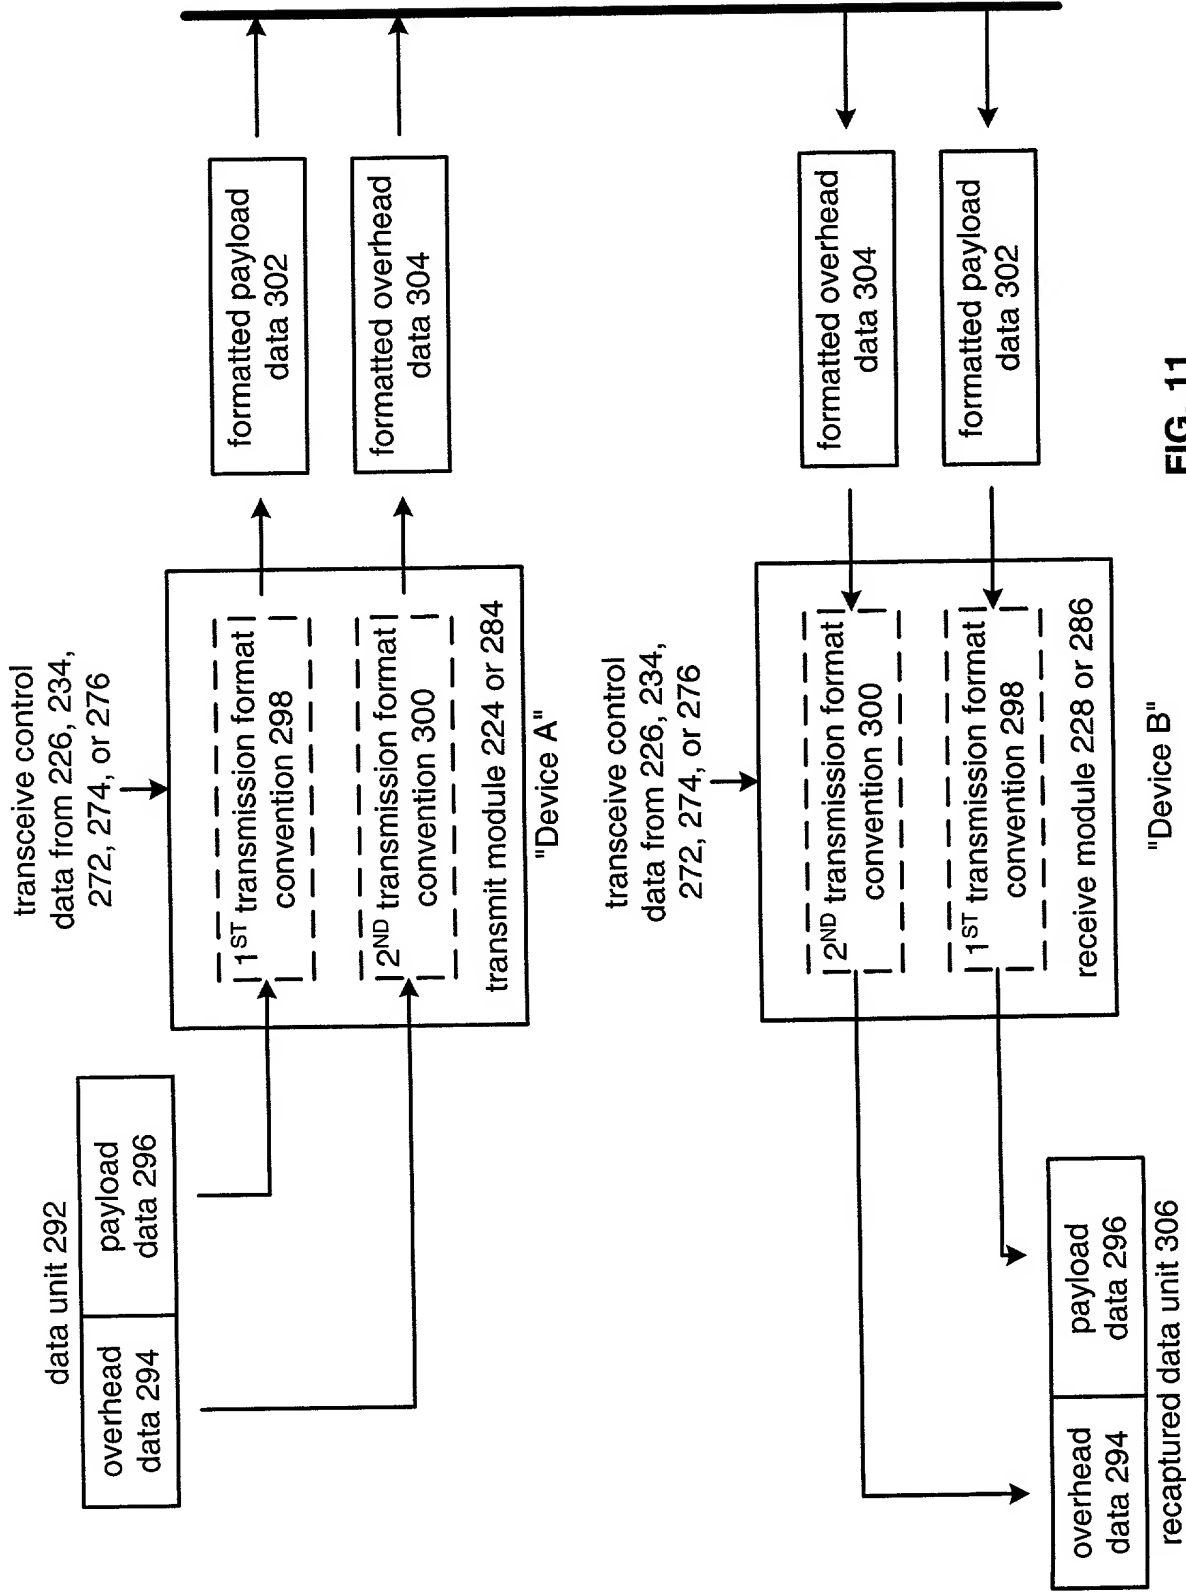 data unit 292
overhead
data 294
payload
data 296
transceive control
data from 226, 234,
272, 274, or 276
1ST transmission format
convention 298
2ND transmission format
convention 300
transmit module 224 or 284
"Device A"
formatted payload
data 302
formatted overhead
data 304
transceive control
data from 226, 234,
272, 274, or 276
2ND transmission format
convention 300
1ST transmission format
convention 298
receive module 228 or 286
"Device B"
formatted overhead
data 304
formatted payload
data 302
overhead
data 294
payload
data 296
recaptured data unit 306
FIG. 11